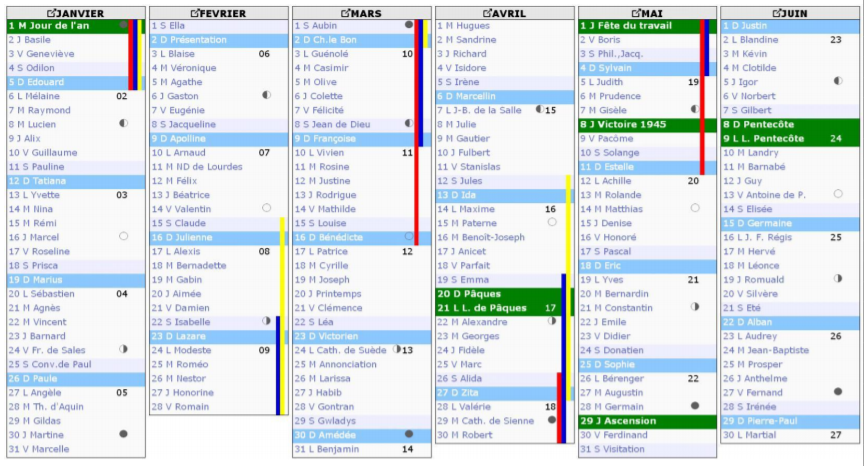 JANVIER
1 M Jour de l'an
2 J Basile
3 V Geneviève
4 S Odilon
5 D Edouard
6 L Mélaine 02
7 M Raymond
8 M Lucien
9 J Alix
10 V Guillaume
11 S Pauline
12 D Tatiana
13 L Yvette 03
14 M Nina
15 M Rémi
16 J Marcel
17 V Roseline
18 S Prisca
19 D Marius
20 L Sébastien 04
21 M Agnès
22 M Vincent
23 J Barnard
24 V Fr. de Sales
25 S Conv.de Paul
26 D Paule
27 L Angèle 05
28 M Th. d'Aquin
29 M Gildas
30 J Martine
31 V Marcelle
FEVRIER
1 S Ella
2 D Présentation
3 L Blaise 06
4 M Véronique
5 M Agathe
6 J Gaston
7 V Eugénie
8 S Jacqueline
9 D Apolline
10 L Arnaud 07
11 M ND de Lourdes
12 M Félix
13 J Béatrice
14 V Valentin
15 S Claude
16 D Julienne
17 L Alexis 08
18 M Bernadette
19 M Gabin
20 J Aimée
21 V Damien
22 S Isabelle
23 D Lazare
24 L Modeste 09
25 M Roméo
26 M Nestor
27 J Honorine
28 V Romain
MARS
1 S Aubin
2 D Ch.le Bon
3 L Guénolé 10
4 M Casimir
5 M Olive
6 J Colette
7 V Félicité
8 S Jean de Dieu
9 D Françoise
10 L Vivien 11
11 M Rosine
12 M Justine
13 J Rodrigue
14 V Mathilde
15 S Louise
16 D Bénédicte
17 L Patrice 12
18 M Cyrille
19 M Joseph
20 J Printemps
21 V Clémence
22 S Léa
23 D Victorien
24 L Cath. de Suède 13
25 M Annonciation
26 M Larissa
27 J Habib
28 V Gontran
29 S Gwladys
30 D Amédée
31 L Benjamin 14
AVRIL
1 M Hugues
2 M Sandrine
3 J Richard
4 V Isidore
5 S Irène
6 D Marcellin
7 L J-B. de la Salle 15
8 M Julie
9 M Gautier
10 J Fulbert
11 V Stanislas
12 S Jules
13 D Ida
14 L Maxime 16
15 M Paterne
16 M Benoît-Joseph
17 J Anicet
18 V Parfait
19 S Emma
20 D Pâques
21 L L. de Pâques 17
22 M Alexandre
23 M Georges
24 J Fidèle
25 V Marc
26 S Alida
27 D Zita
28 L Valérie 18
29 M Cath. de Sienne
30 M Robert
MAI
1 J Fête du travail
2 V Boris
3 S Phil.,Jacq.
4 D Sylvain
5 L Judith 19
6 M Prudence
7 M Gisèle
8 J Victoire 1945
9 V Pacôme
10 S Solange
11 D Estelle
12 L Achille 20
13 M Rolande
14 M Matthias
15 J Denise
16 V Honoré
17 S Pascal
18 D Eric
19 L Yves 21
20 M Bernardin
21 M Constantin
22 J Emile
23 V Didier
24 S Donatien
25 D Sophie
26 L Bérenger 22
27 M Augustin
28 M Germain
29 J Ascension
30 V Ferdinand
31 S Visitation
JUIN
1 D Justin
2 L Blandine 23
3 M Kévin
4 M Clotilde
5 J Igor
6 V Norbert
7 S Gilbert
8 D Pentecôte
9 L L. Pentecôte 24
10 M Landry
11 M Barnabé
12 J Guy
13 V Antoine de P.
14 S Elisée
15 D Germaine
16 L J. F. Régis 25
17 M Hervé
18 M Léonce
19 J Romuald
20 V Silvère
21 S Eté
22 D Alban
23 L Audrey 26
24 M Jean-Baptiste
25 M Prosper
26 J Anthelme
27 V Fernand
28 S Irénée
29 D Pierre-Paul
30 L Martial 27